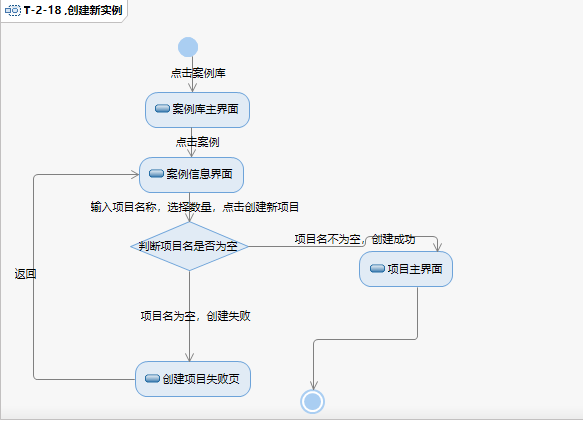 T-2-18 ,创建新实例
点击案例库
案例库主界面
点击案例
案例信息界面
输入项目名称，选择数量，点击创建新项目
判断项目名是否为空
项目名不为空，创建成功
项目主界面
返回
项目名为空，创建失败
创建项目失败页